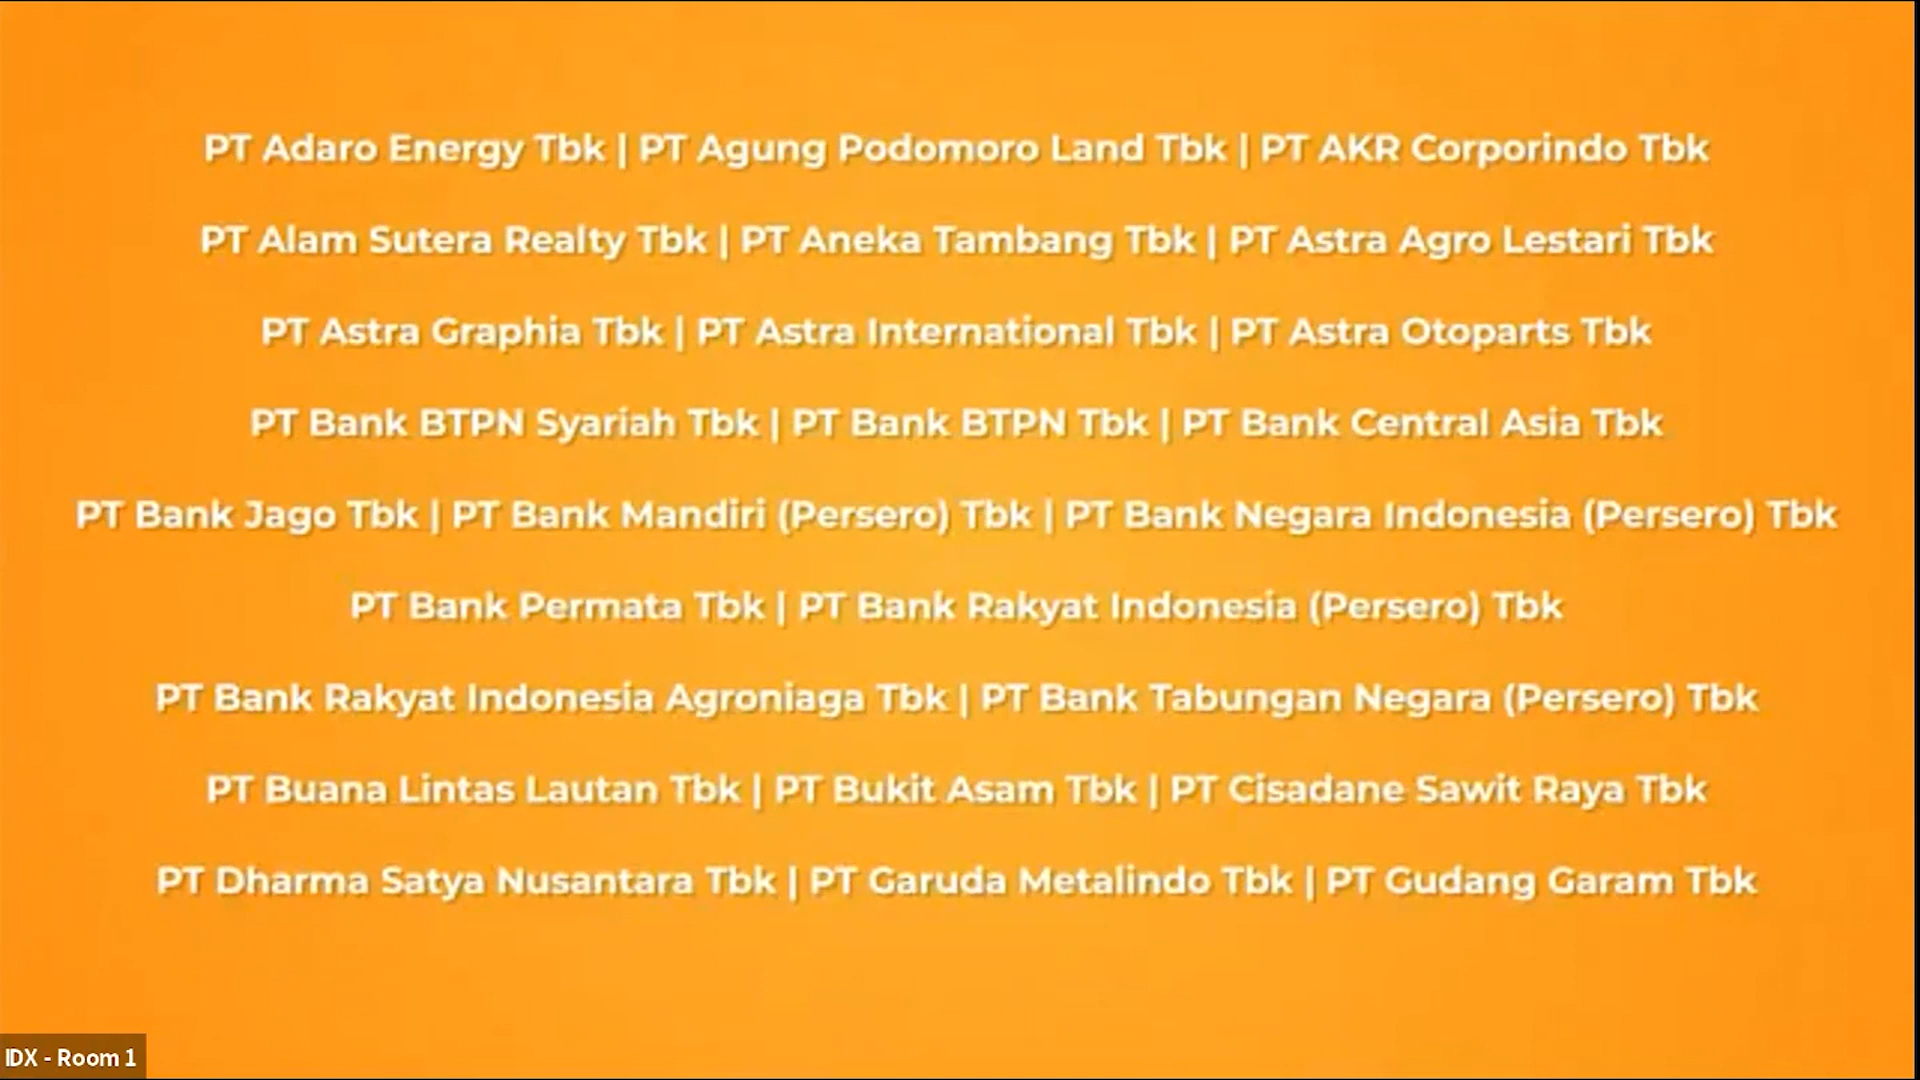 PT Adaro Energy Tbk | PT Agung Podomoro Land Tbk | PT AKR Corporindo Tbk
PT Alam Sutera Realty Tbk | PT Aneka Tambang Tbk | PT Astra Agro Lestari Tbk
PT Astra Graphia Tbk | PT Astra International Tbk | PT Astra Otoparts Tbk
PT Bank BTPN Syariah Tbk | PT Bank BTPN Tbk | PT Bank Central Asia Tbk
PT Bank Jago Tbk | PT Bank Mandiri (Persero) Tbk | PT Bank Negara Indonesia (Persero) Tbk
PT Bank Permata Tbk | PT Bank Rakyat Indonesia (Persero) Tbk
PT Bank Rakyat Indonesia Agroniaga Tbk | PT Bank Tabungan Negara (Persero) Tbk
PT Buana Lintas Lautan Tbk | PT Bukit Asam Tbk | PT Cisadane Sawit Raya Tbk
PT Dharma Satya Nusantara Tbk | PT Garuda Metalindo Tbk | PT Gudang Garam Tbk
IDX - Room 1